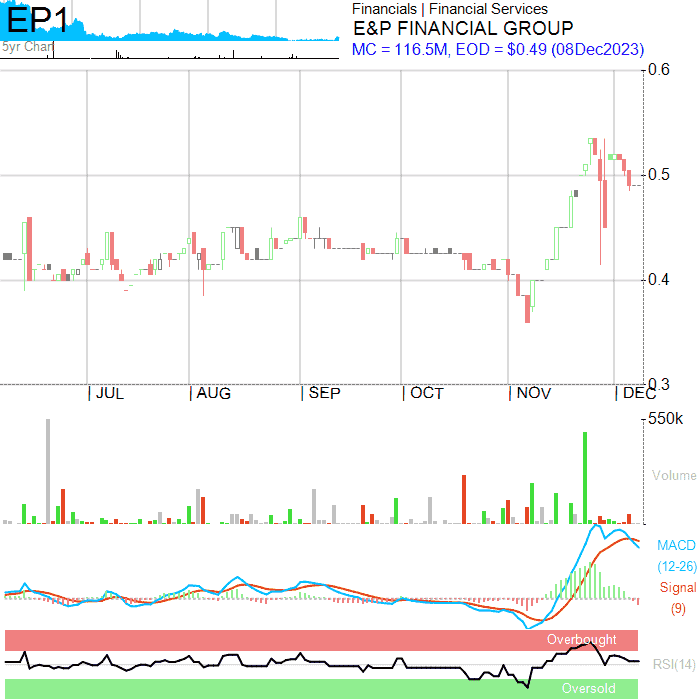 EP1
5yr Chart
Financials | Financial Services
E&P FINANCIAL GROUP
MC = 116.5M, EOD = $0.49 (08Dec2023)
0.6
0.5
0.4
0.3
JUL AUG SEP OCT NOV DEC
550k
Volume
MACD
(12-26)
Signal
(9)
Overbought
RSI(14)
Oversold